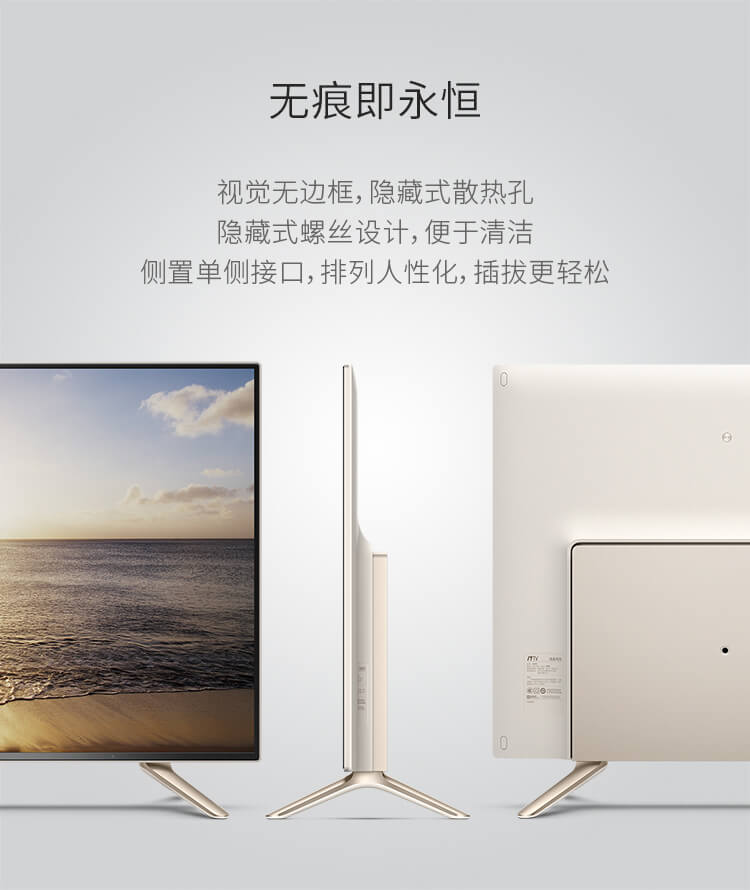 无痕即永恒
视觉无边框，隐藏式散热孔
隐藏式螺丝设计，便于清洁
侧置单侧接口，排列人性化，插拔更轻松